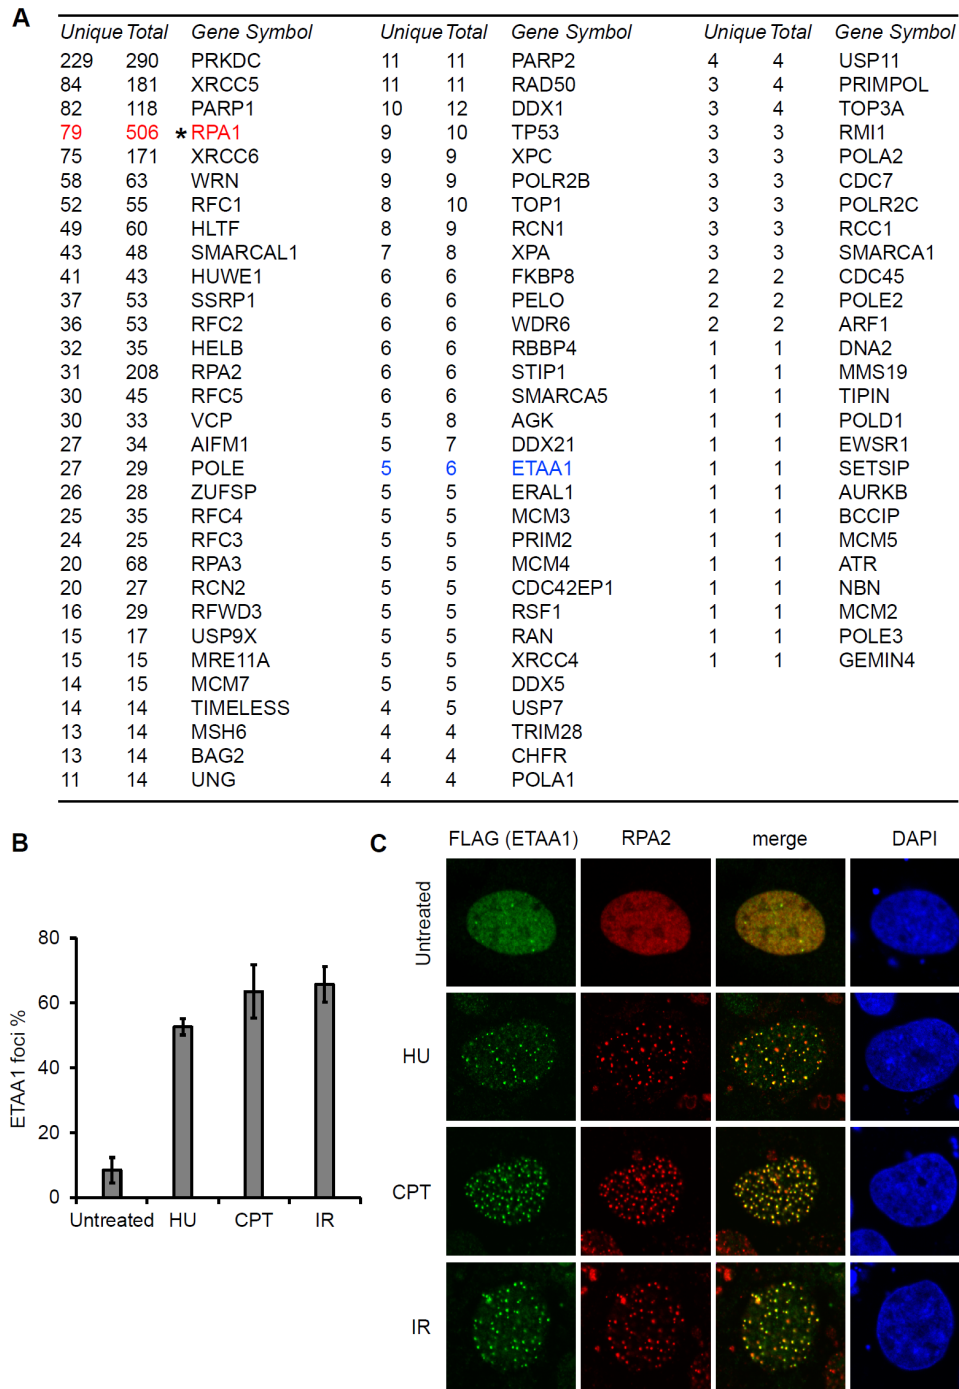 A
Unique Total Gene Symbol Unique Total Gene Symbol Unique Total Gene Symbol
229 290 PRKDC 11 11 PARP2 4 4 USP11
84 181 XRCC5 11 11 RAD50 3 4 PRIMPOL
82 118 PARP1 10 12 DDX1 3 4 TOP3A
79 506 *RPA1 9 10 TP53 3 3 RMI1
75 171 XRCC6 9 9 XPC 3 3 POLA2
58 63 WRN 9 9 POLR2B 3 3 CDC7
52 55 RFC1 8 10 TOP1 3 3 POLR2C
49 60 HLTF 8 9 RCN1 3 3 RCC1
43 48 SMARCAL1 7 8 XPA 3 3 SMARCA1
41 43 HUWE1 6 6 FKBP8 2 2 CDC45
37 53 SSRP1 6 6 PELO 2 2 POLE2
36 53 RFC2 6 6 WDR6 2 2 ARF1
32 35 HELB 6 6 RBBP4 1 1 DNA2
31 208 RPA2 6 6 STIP1 1 1 MMS19
30 45 RFC5 6 6 SMARCA5 1 1 TIPIN
30 33 VCP 5 8 AGK 1 1 POLD1
27 34 AIFM1 5 7 DDX21 1 1 EWSR1
27 29 POLE 5 6 ETAA1 1 1 SETSIP
26 28 ZUFSP 5 5 ERAL1 1 1 AURKB
25 35 RFC4 5 5 MCM3 1 1 BCCIP
24 25 RFC3 5 5 PRIM2 1 1 MCM5
20 68 RPA3 5 5 MCM4 1 1 ATR
20 27 RCN2 5 5 CDC42EP1 1 1 NBN
16 29 RFWD3 5 5 RSF1 1 1 MCM2
15 17 USP9X 5 5 RAN 1 1 POLE3
15 15 MRE11A 5 5 XRCC4 1 1 GEMIN4
14 15 MCM7 5 5 DDX5
14 14 TIMELESS 4 5 USP7
13 14 MSH6 4 4 TRIM28
13 14 BAG2 4 4 CHFR
11 14 UNG 4 4 POLA1
B
ETAA1 foci %
80
60
40
20
0
Untreated HU CPT IR
C
FLAG (ETAA1) RPA2 merge DAPI
Untreated
HU
CPT
IR